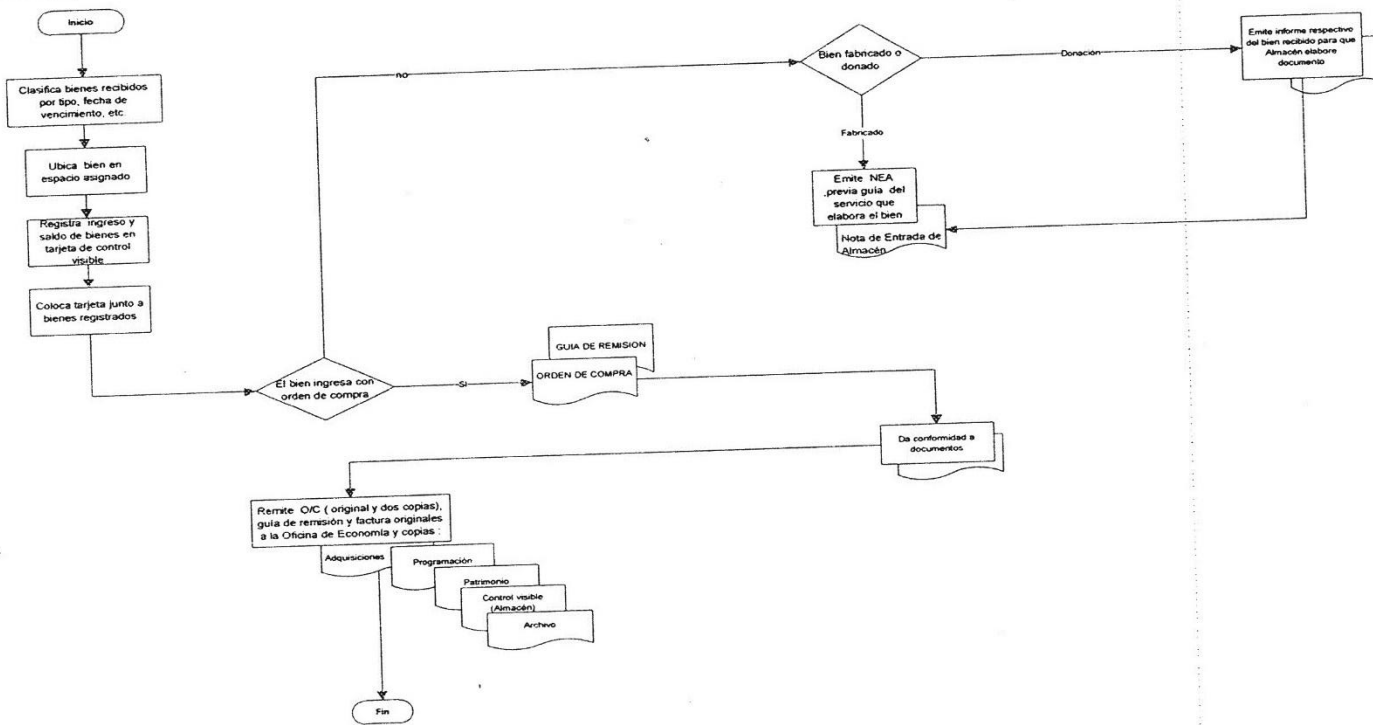 Inicio
Clasifica bienes recibidos
por tipo, fecha de
vencimiento, etc
Ubica bien en
espacio asignado
Registra ingreso y
saldo de bienes en
tarjeta de control
visible
Coloca tarjeta junto a
bienes registrados
El bien ingresa con
orden de compra
no
Bien fabricado o
donado
Donación
Emite informe respectivo
del bien recibido para que
Almacén elabore
documento
Fabricado
Emite NEA
,previa guía del
servicio que
elabora el bien
Nota de Entrada de
Almacén
SI
GUIA DE REMISION
ORDEN DE COMPRA
Da conformidad a
documentos
Remite O/C ( original y dos copias),
guía de remisión y factura originales
a la Oficina de Economía y copias :
Adquisiciones
Programación
Patrimonio
Control visible
(Almacén)
Archivo
Fin